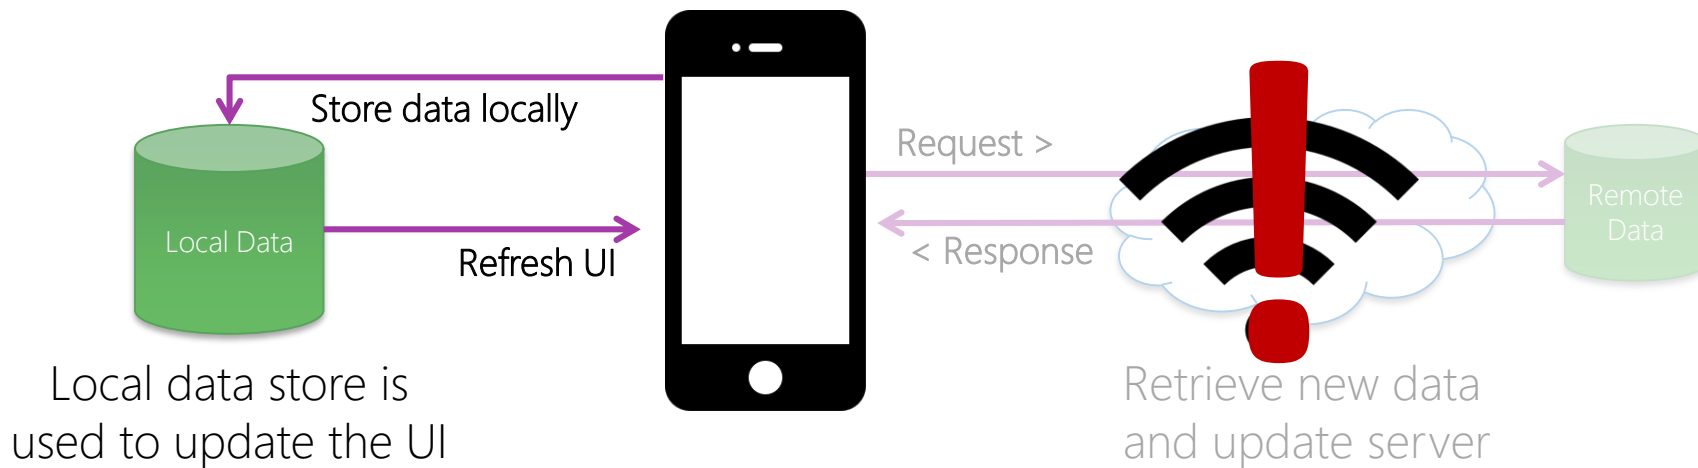 Store data locally
Local Data
Refresh UI
Local data store is
used to update the UI
Request >
< Response
Remote
Data
Retrieve new data
and update server